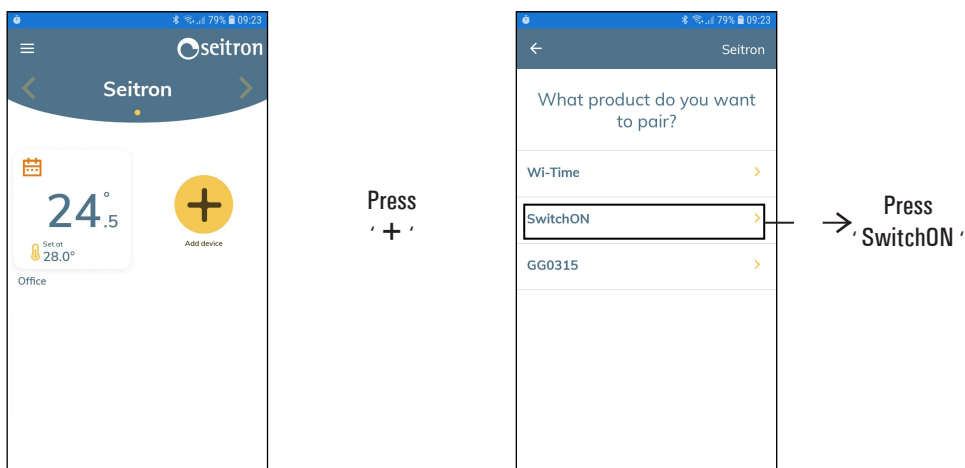 79% 09:23
seitron
Seitron
24°.5
Set at
28.0°
Add device
Office
Press
‘ + ‘
79% 09:23
Seitron
What product do you want
to pair?
Wi-Time
SwitchON
GG0315
Press
‘ SwitchON ‘